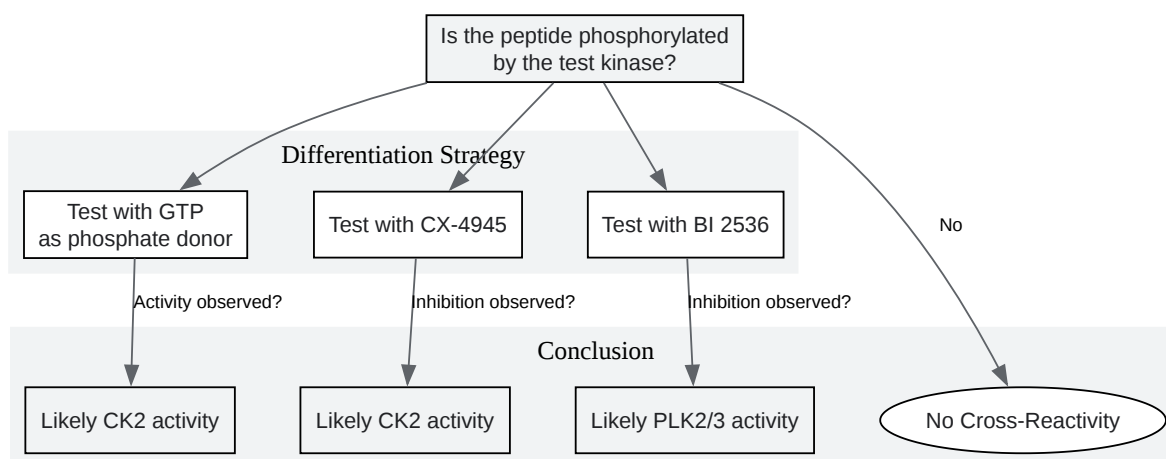 Is the peptide phosphorylated
by the test kinase?
Differentiation Strategy
Test with GTP
as phosphate donor
Test with CX-4945
Test with BI 2536
No
Activity observed?
Inhibition observed?
Inhibition observed?
Conclusion
Likely CK2 activity
Likely CK2 activity
Likely PLK2/3 activity
No Cross-Reactivity